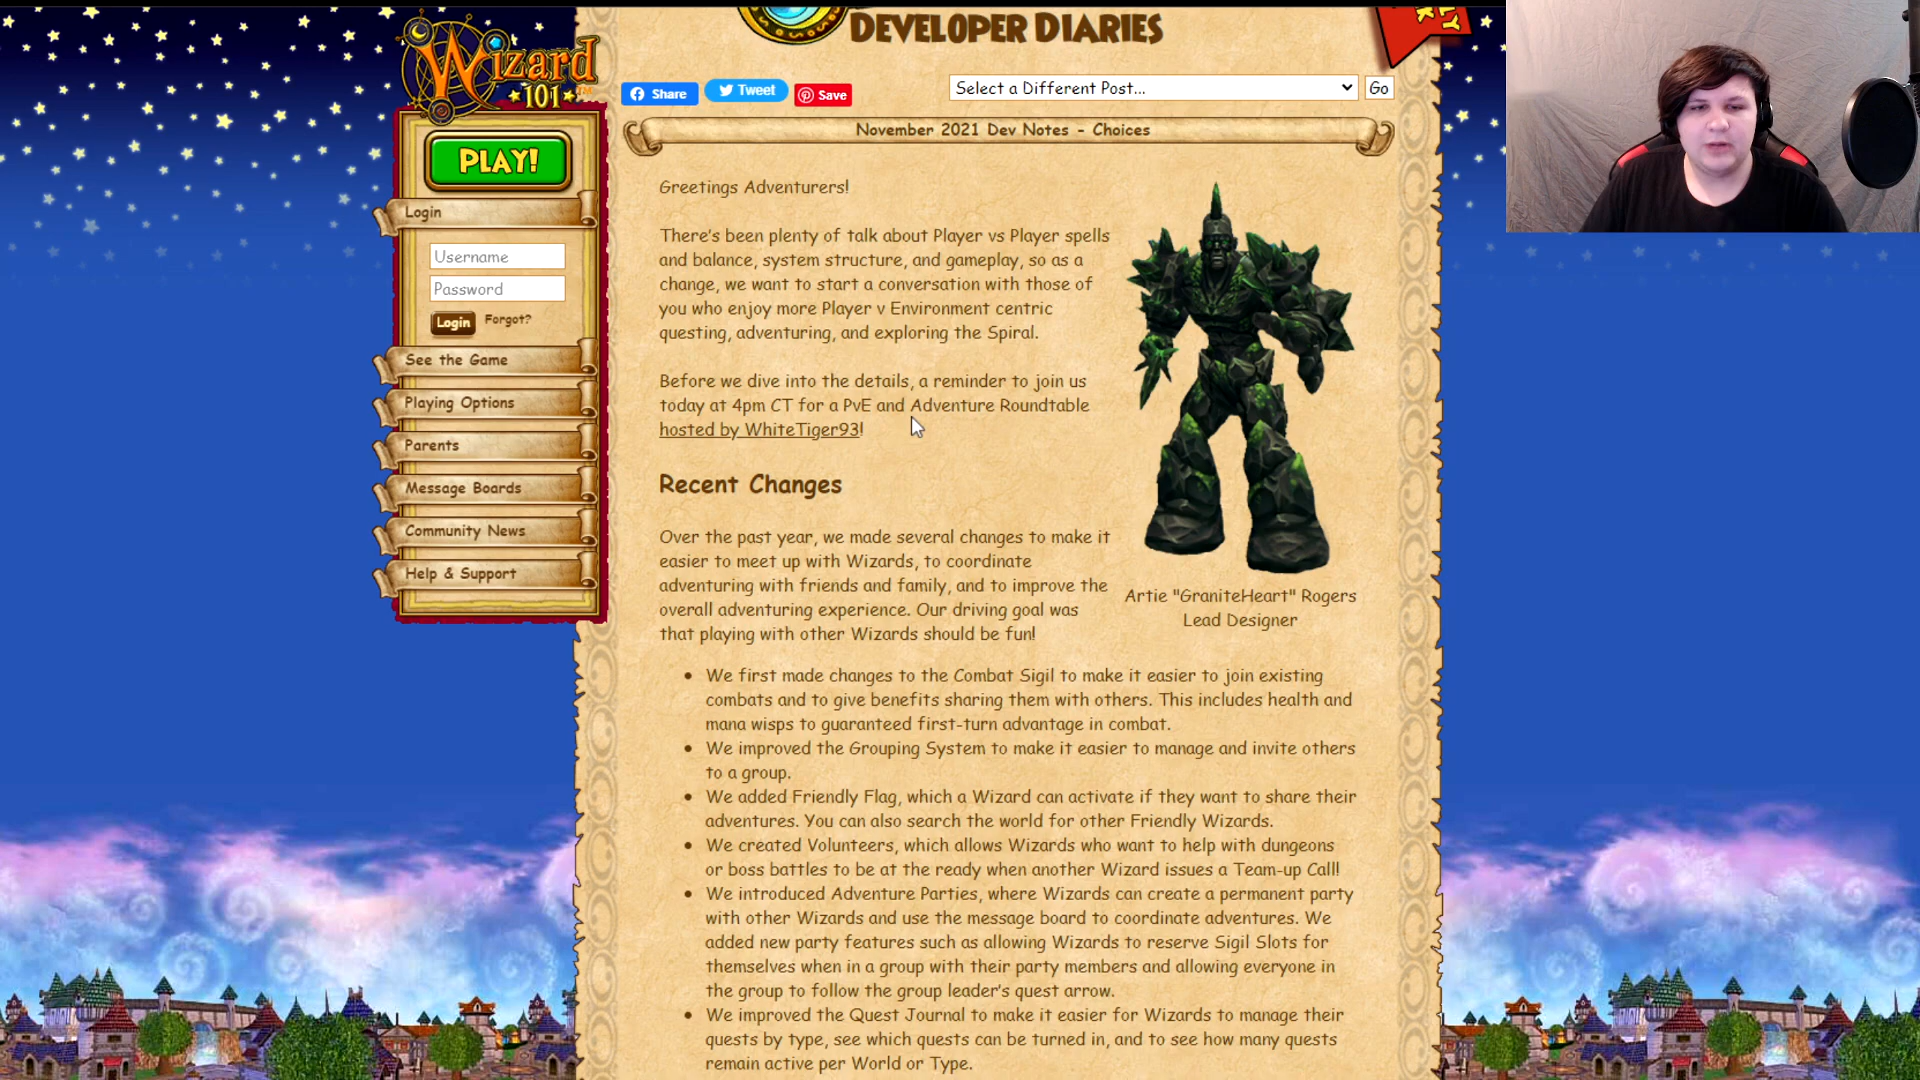 DEVELOPER DIARIES
Wizard
101
PLAY!
Login
Username
Password
Login Forgot?
See the Game
Playing Options
Parents
Message Boards
Community News
Help & Support
Share Tweet Save
Select a Different Post... Go
November 2021 Dev Notes - Choices
Greetings Adventurers!
There's been plenty of talk about Player vs Player spells
and balance, system structure, and gameplay, so as a
change, we want to start a conversation with those of
you who enjoy more Player v Environment centric
questing, adventuring, and exploring the Spiral.
Before we dive into the details, a reminder to join us
today at 4pm CT for a PvE and Adventure Roundtable
hosted by WhiteTiger93!
Recent Changes
Over the past year, we made several changes to make it
easier to meet up with Wizards, to coordinate
adventuring with friends and family, and to improve the
overall adventuring experience. Our driving goal was
that playing with other Wizards should be fun!
Artie "GraniteHeart" Rogers
Lead Designer
• We first made changes to the Combat Sigil to make it easier to join existing
combats and to give benefits sharing them with others. This includes health and
mana wisps to guaranteed first-turn advantage in combat.
• We improved the Grouping System to make it easier to manage and invite others
to a group.
• We added Friendly Flag, which a Wizard can activate if they want to share their
adventures. You can also search the world for other Friendly Wizards.
• We created Volunteers, which allows Wizards who want to help with dungeons
or boss battles to be at the ready when another Wizard issues a Team-up Call!
• We introduced Adventure Parties, where Wizards can create a permanent party
with other Wizards and use the message board to coordinate adventures. We
added new party features such as allowing Wizards to reserve Sigil Slots for
themselves when in a group with their party members and allowing everyone in
the group to follow the group leader's quest arrow.
• We improved the Quest Journal to make it easier for Wizards to manage their
quests by type, see which quests can be turned in, and to see how many quests
remain active per World or Type.